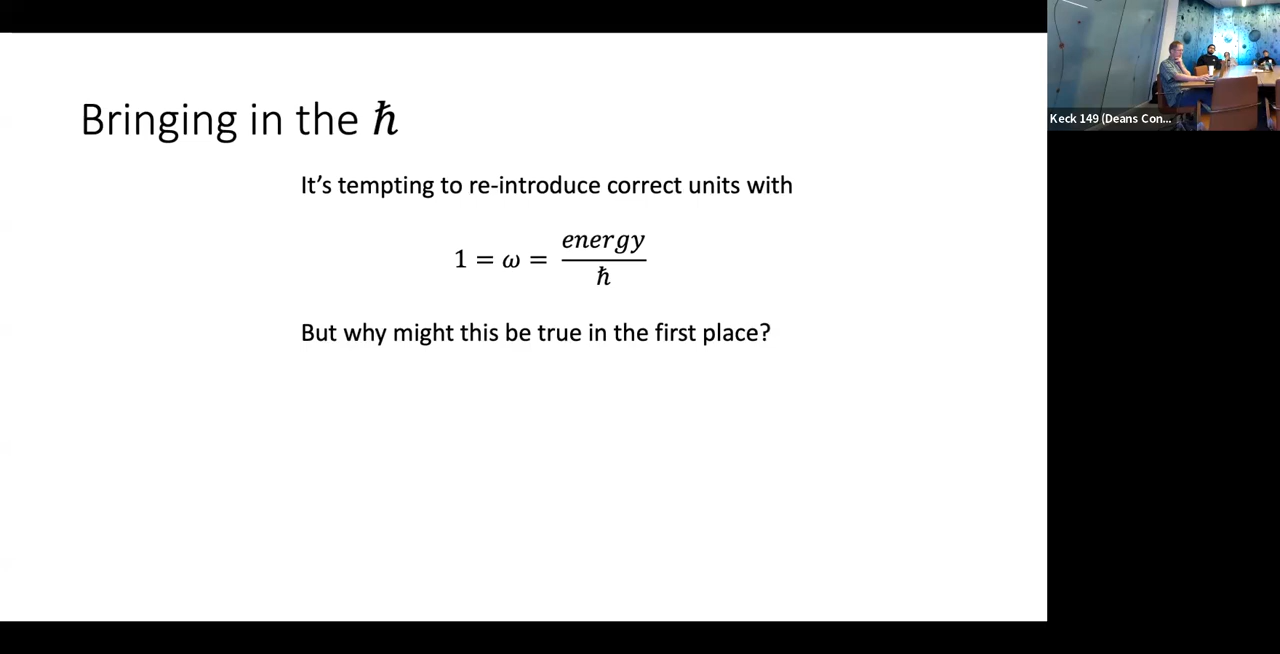 Bringing in the ℏ
It's tempting to re-introduce correct units with
1 = ω = energy / ℏ
But why might this be true in the first place?
Keck 149 (Deans Con...